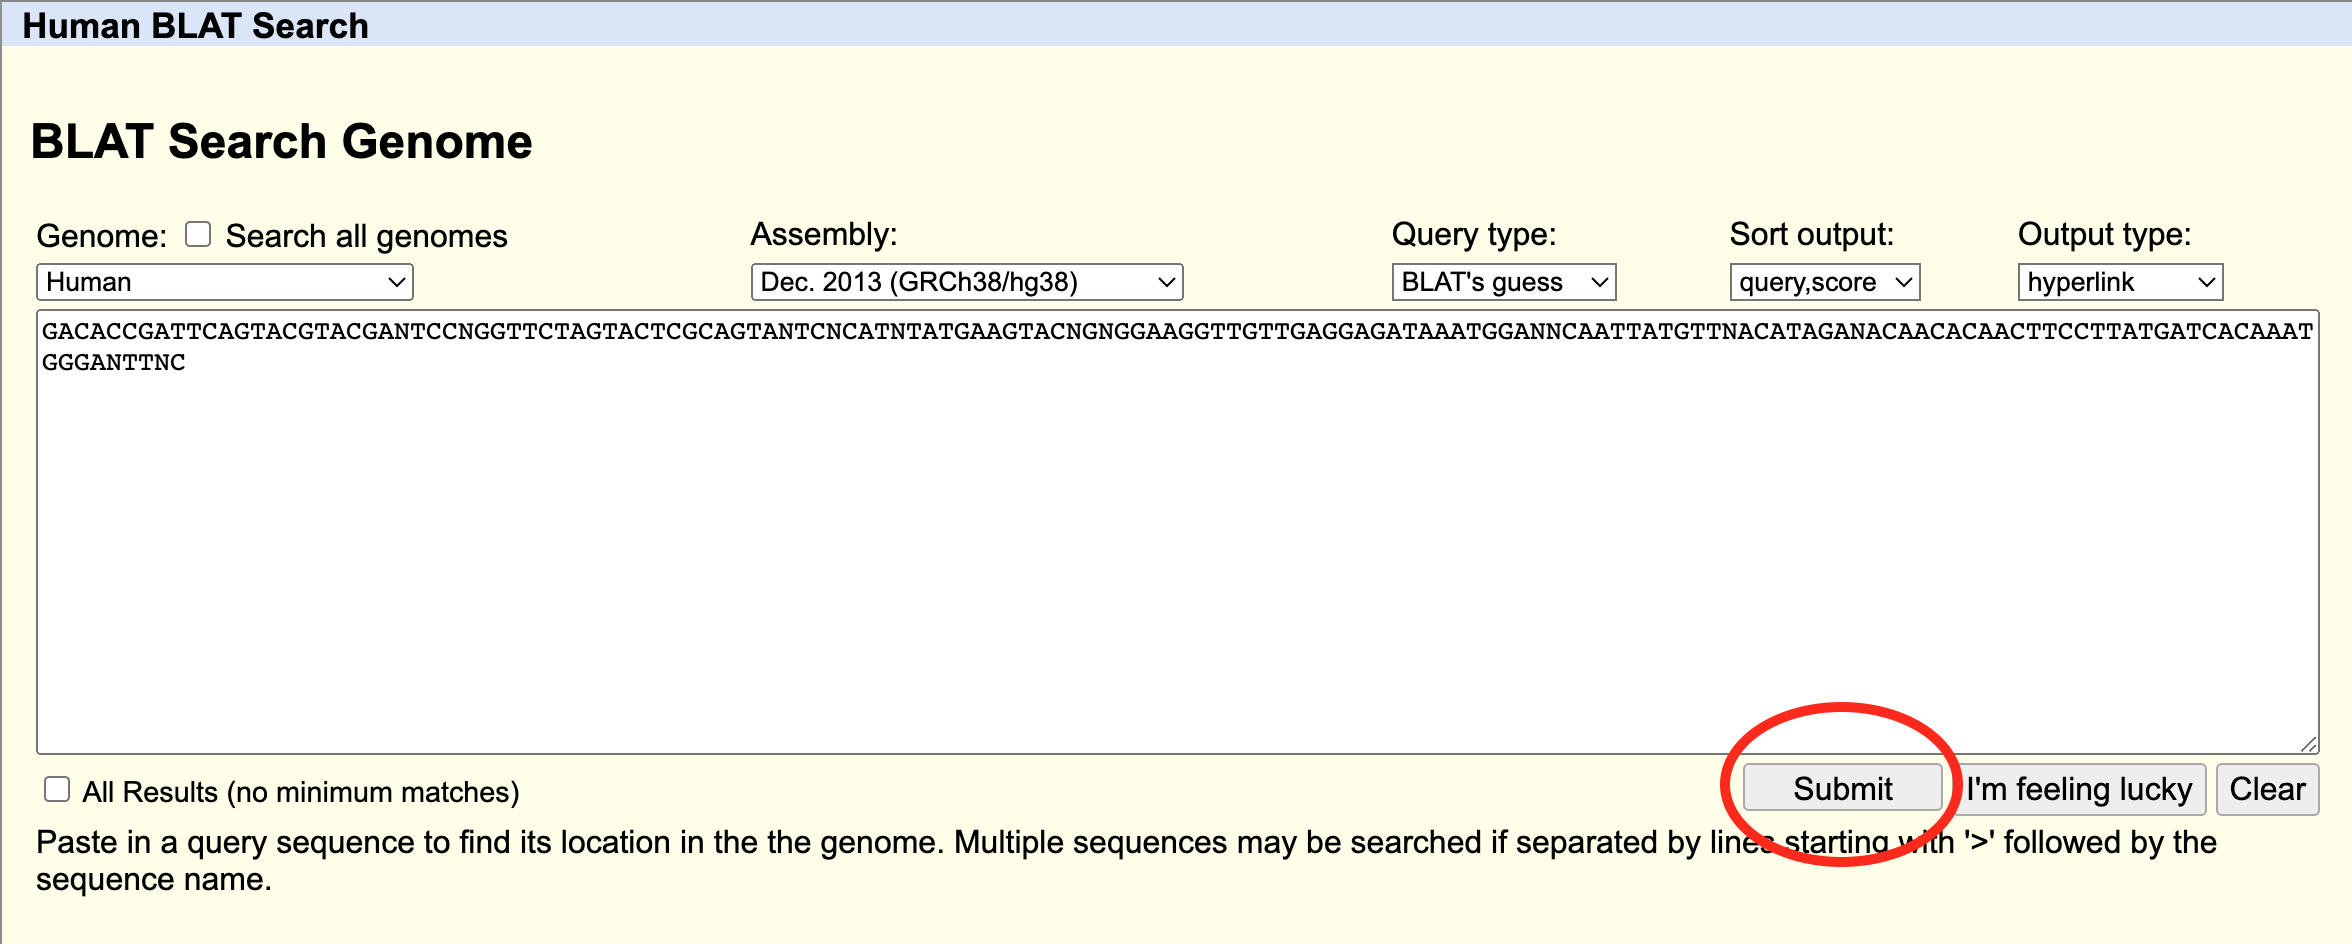 Human BLAT Search
BLAT Search Genome
Genome: Search all genomes Assembly: Query type: Sort output: Output type:
Human Dec. 2013 (GRCh38/hg38) BLAT's guess query,score hyperlink
GACACCGATTCAGTACGTACGANTCCNGGTTCTAGTACTCGCAGTANTCNCATNTATGAAGTACNGNGGAAGGTTGTTGAGGAGATAAATGGANNCAATTATGTTNACATAGANACAACACAACTTCCTTATGATCACAAAT
GGGANTTNC
All Results (no minimum matches) Submit I'm feeling lucky Clear
Paste in a query sequence to find its location in the the genome. Multiple sequences may be searched if separated by lines starting with '>' followed by the
sequence name.